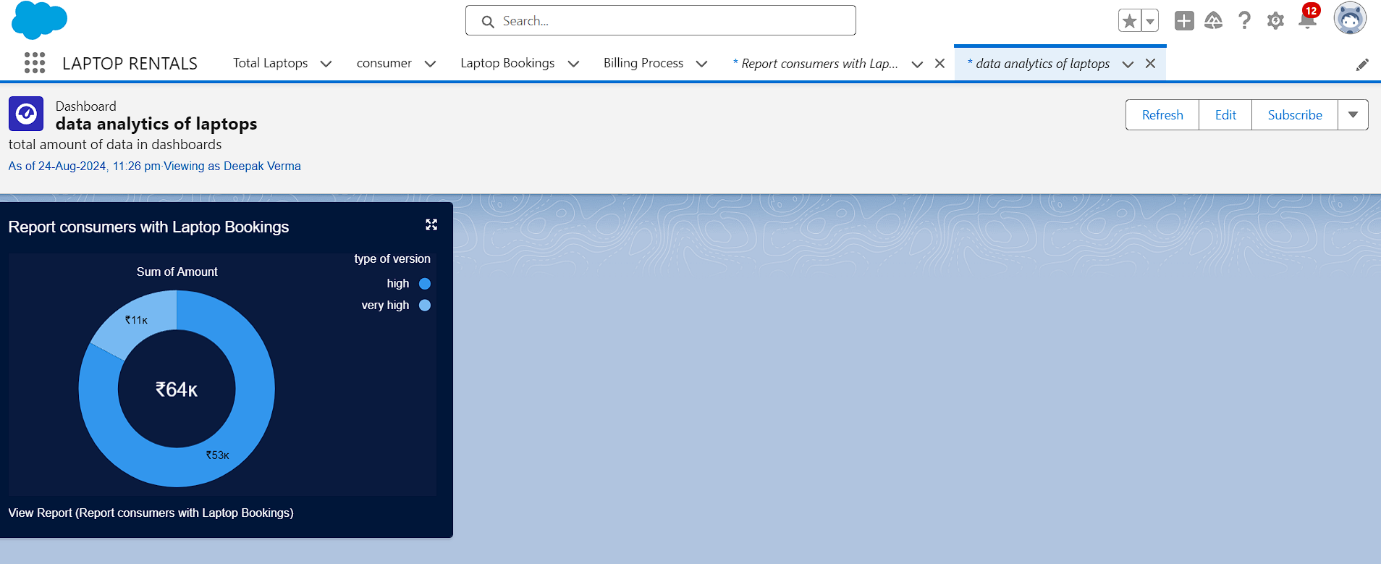 Search...
12
LAPTOP RENTALS
Total Laptops
consumer
Laptop Bookings
Billing Process
* Report consumers with Lap...
* data analytics of laptops
Dashboard
data analytics of laptops
total amount of data in dashboards
As of 24-Aug-2024, 11:26 pm·Viewing as Deepak Verma
Refresh
Edit
Subscribe
Report consumers with Laptop Bookings
type of version
Sum of Amount
high
very high
₹11K
₹64K
₹53K
View Report (Report consumers with Laptop Bookings)